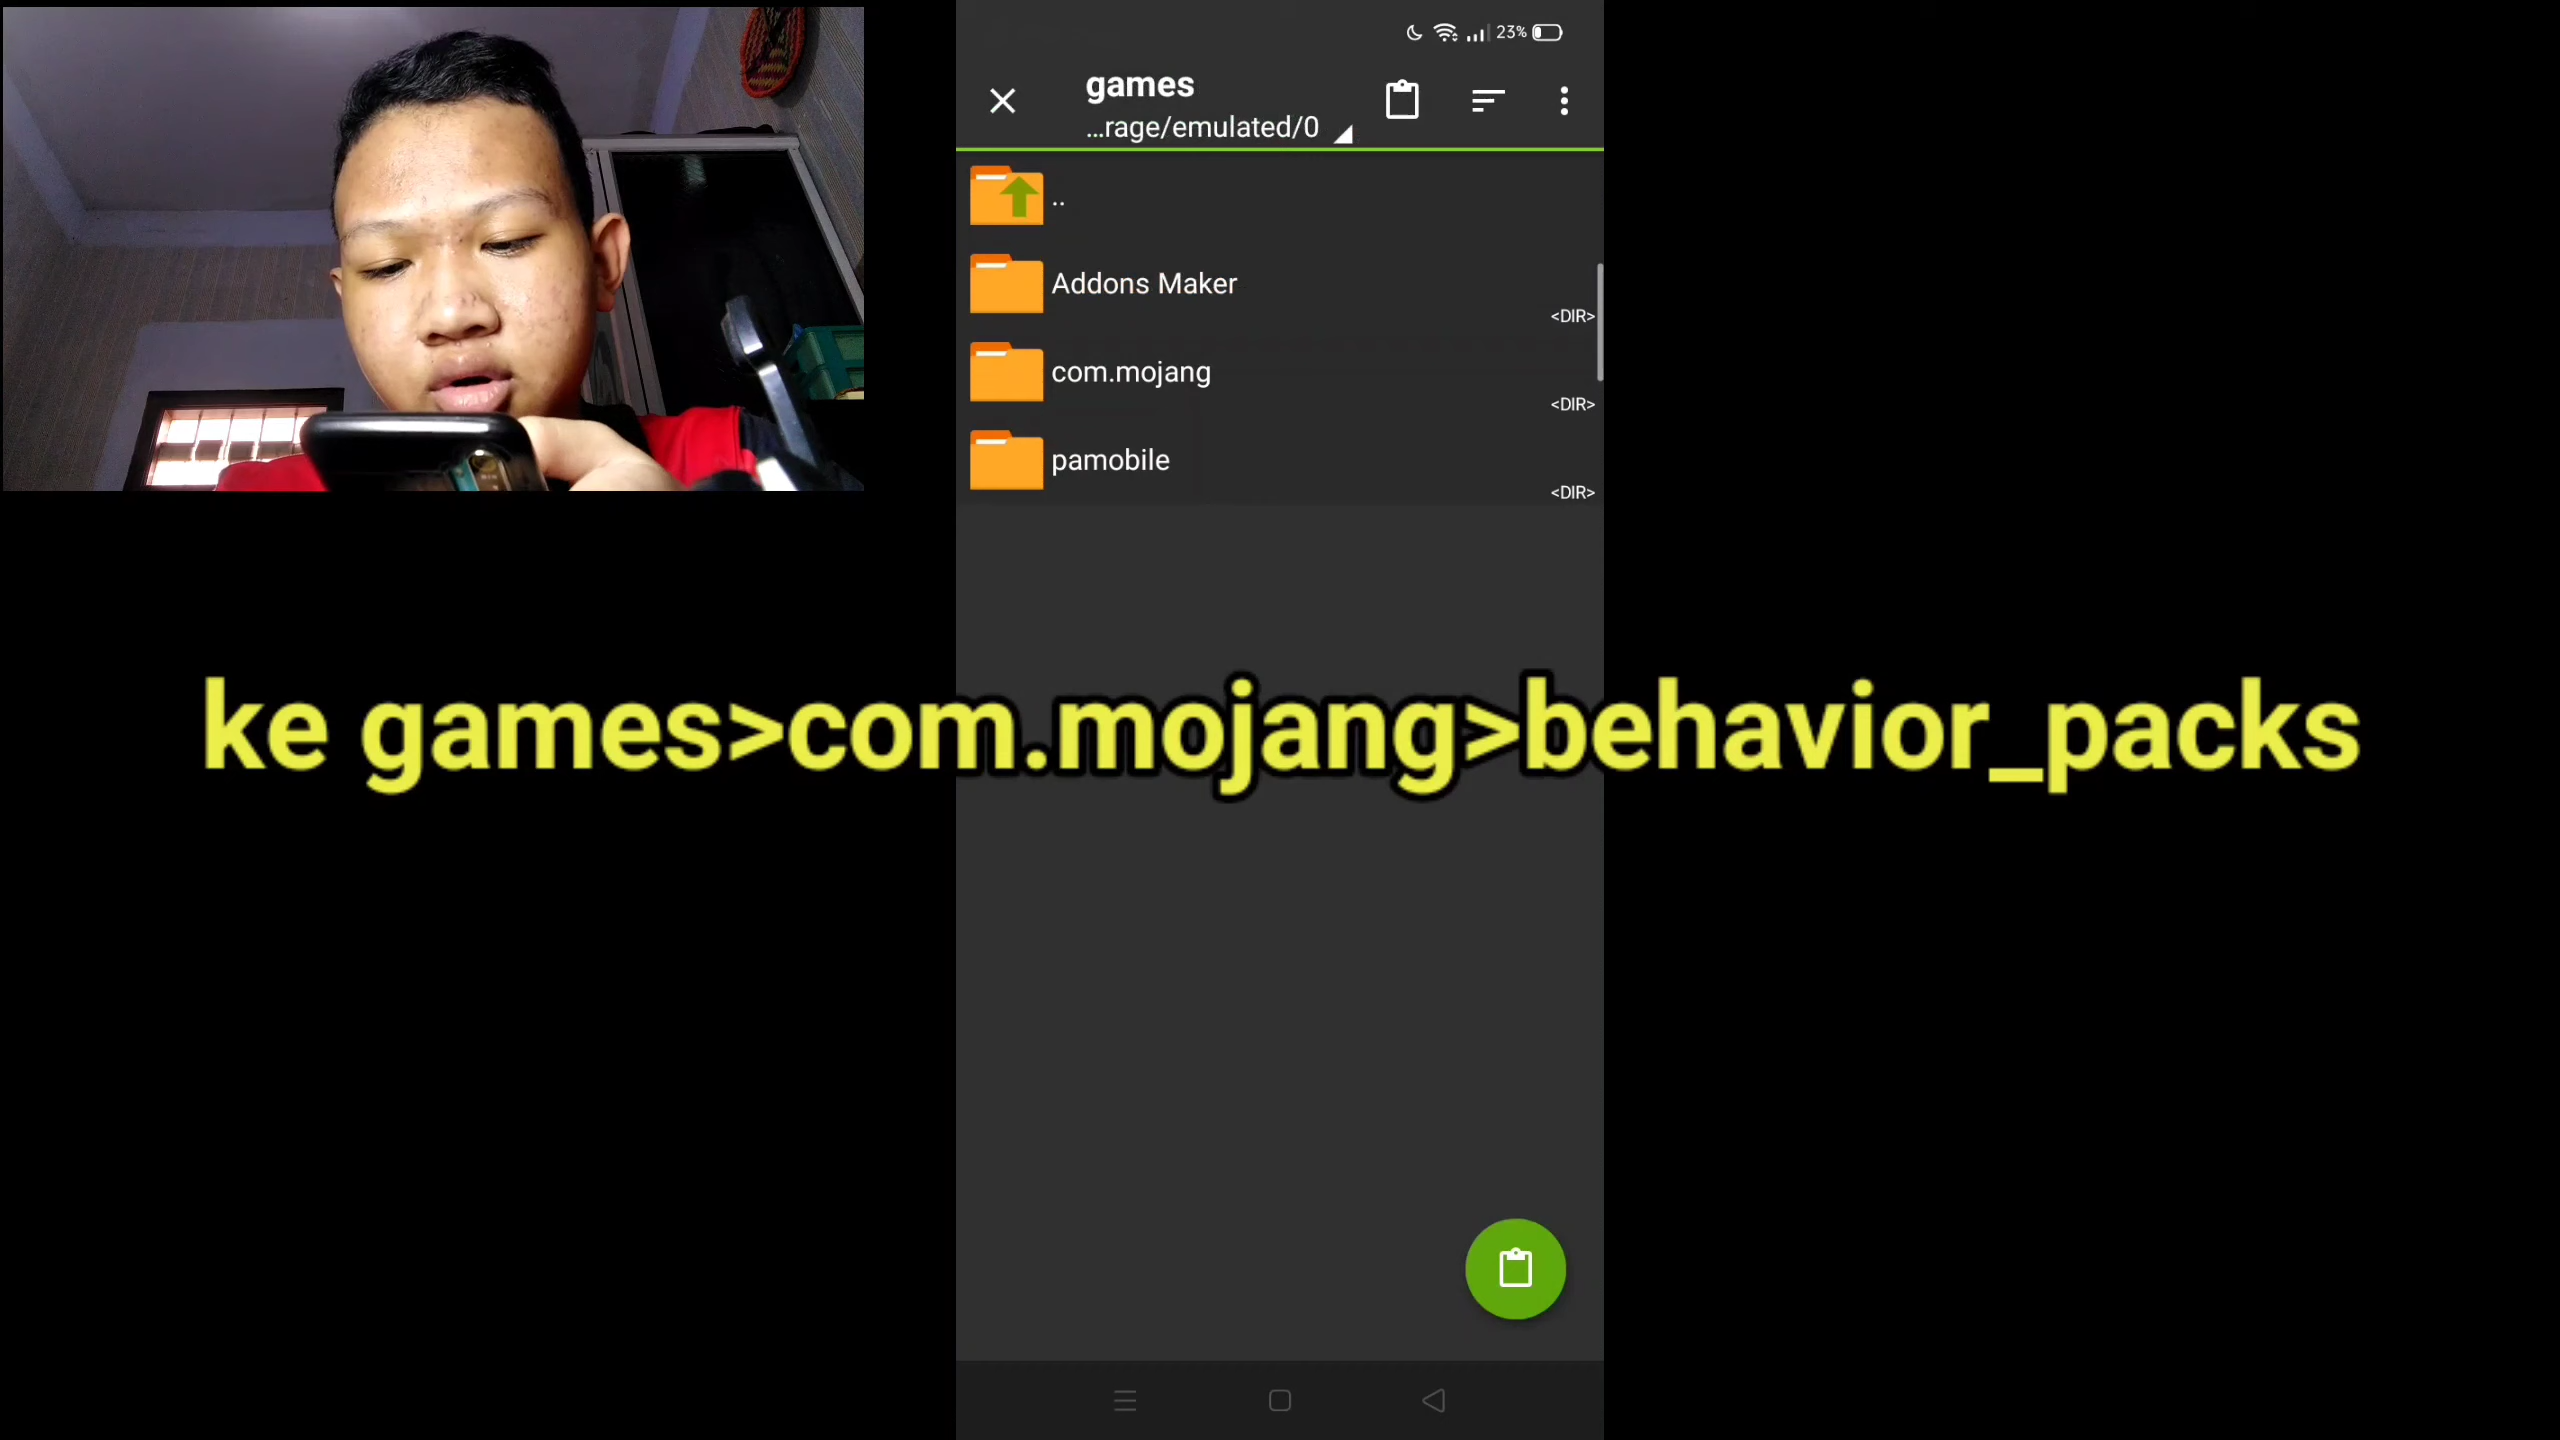 23%
games
...rage/emulated/0
..
Addons Maker
<DIR>
com.mojang
<DIR>
pamobile
<DIR>
ke games>com.mojang>behavior_packs